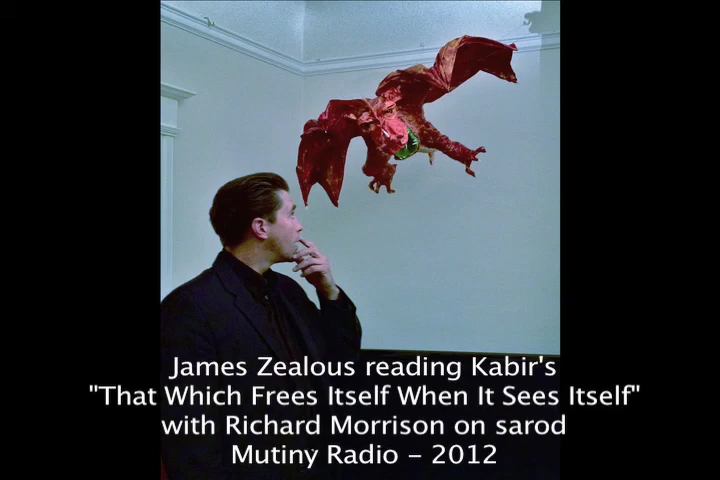 James Zealous reading Kabir's
"That Which Frees Itself When It Sees Itself"
with Richard Morrison on sarod
Mutiny Radio – 2012